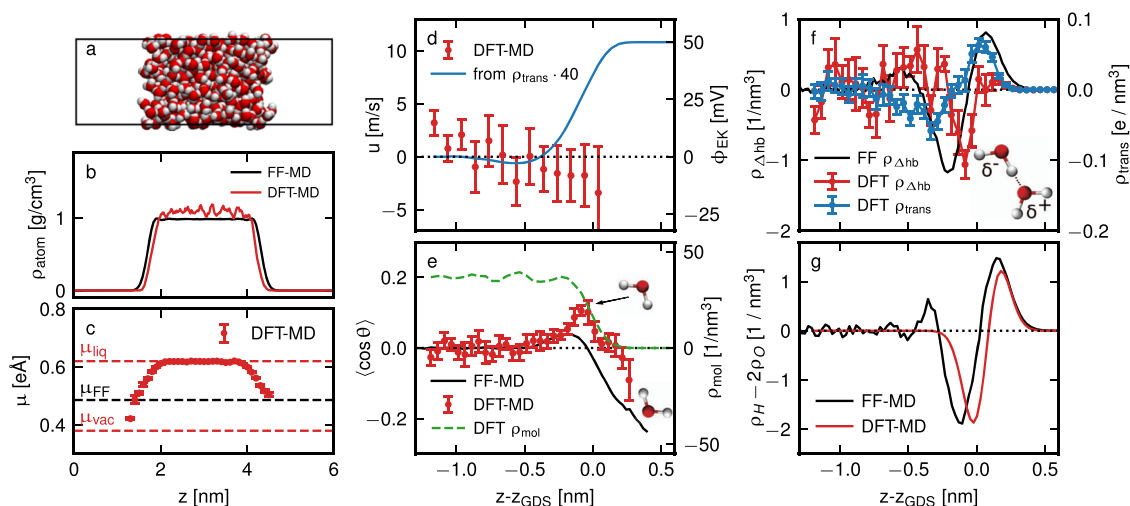 a
b
ρatom [g/cm3]
1
0
FF-MD
DFT-MD
c
μ [eÅ]
0.8
0.6
0.4
DFT-MD
μliq
μFF
μvac
0 2 4 6
z [nm]
d
u [m/s]
10
5
0
−5
DFT-MD
from ρtrans · 40
ϕEK [mV]
50
25
0
−25
e
⟨cos θ⟩
0.2
0.0
−0.2
FF-MD
DFT-MD
DFT ρmol
ρmol [1/nm³]
50
0
−50
−1.0 −0.5 0.0 0.5
z-zGDS [nm]
f
ρΔhb [1/nm³]
1
0
−1
−2
FF ρΔhb
DFT ρΔhb
DFT ρtrans
δ-
δ+
ρtrans [e / nm³]
0.1
0.0
−0.1
−0.2
g
ρH − 2ρO [1 / nm³]
1
0
−1
−2
FF-MD
DFT-MD
−1.0 −0.5 0.0 0.5
z-zGDS [nm]